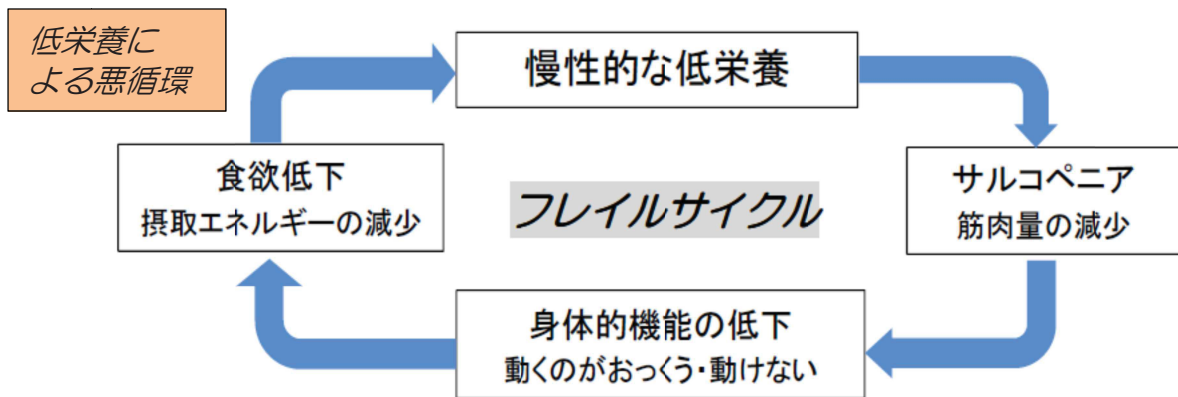 低栄養に
よる悪循環
慢性的な低栄養
食欲低下
摂取エネルギーの減少
フレイルサイクル
サルコペニア
筋肉量の減少
身体的機能の低下
動くのがおっくう・動けない